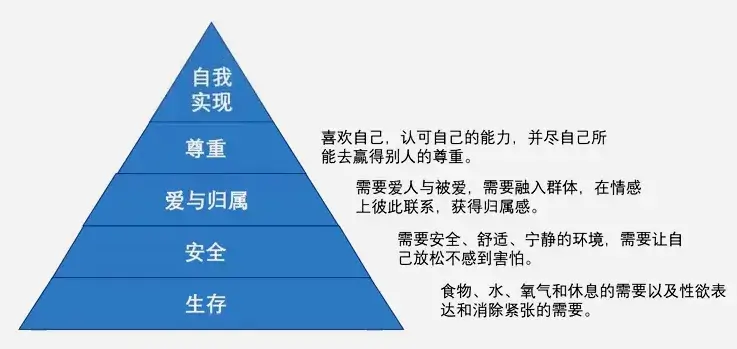 自我
实现
尊重
喜欢自己，认可自己的能力，并尽自己所
能去赢得别人的尊重。
爱与归属
需要爱人与被爱，需要融入群体，在情感
上彼此联系，获得归属感。
安全
需要安全、舒适、宁静的环境，需要让自
己放松不感到害怕。
生存
食物、水、氧气和休息的需要以及性欲表
达和消除紧张的需要。